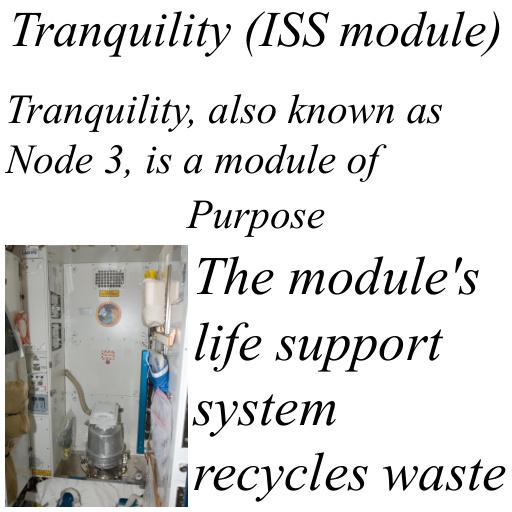 Tranquility (ISS module)
Tranquility, also known as
Node 3, is a module of
Purpose
The module's
life support
system
recycles waste